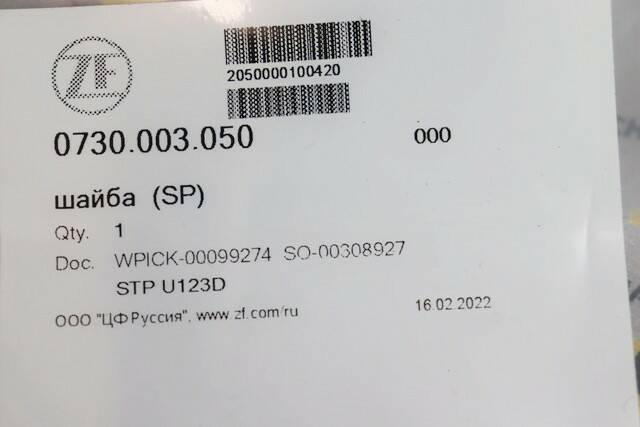 ZF
2050000100420
0730.003.050 000
шайба (SP)
Qty. 1
Doc. WPICK-00099274 SO-00308927
STP U123D
ООО "ЦФ Руссия", www.zf.com/ru 16.02.2022